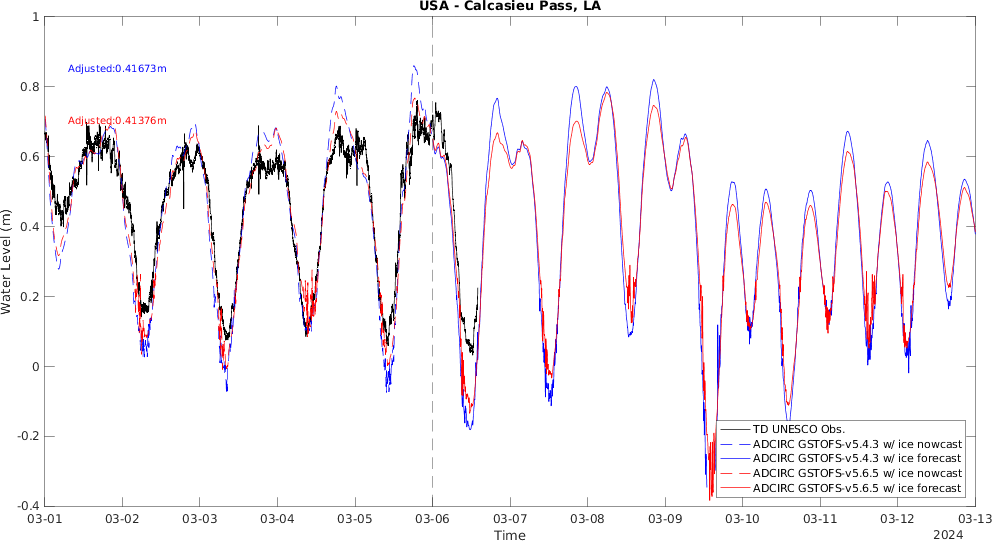 USA - Calcasieu Pass, LA
1
0.8
0.6
0.4
0.2
0
-0.2
-0.4
Water Level (m)
Adjusted:0.41673m
Adjusted:0.41376m
TD UNESCO Obs.
ADCIRC GSTOFS-v5.4.3 w/ ice nowcast
ADCIRC GSTOFS-v5.4.3 w/ ice forecast
ADCIRC GSTOFS-v5.6.5 w/ ice nowcast
ADCIRC GSTOFS-v5.6.5 w/ ice forecast
03-01 03-02 03-03 03-04 03-05 03-06 03-07 03-08 03-09 03-10 03-11 03-12 03-13
Time
2024